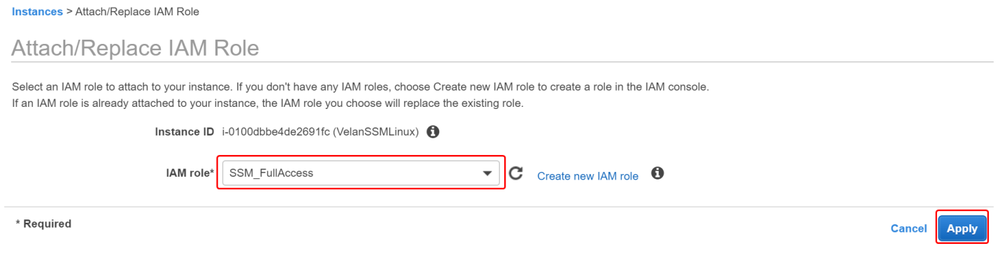 Instances > Attach/Replace IAM Role
Attach/Replace IAM Role
Select an IAM role to attach to your instance. If you don't have any IAM roles, choose Create new IAM role to create a role in the IAM console.
If an IAM role is already attached to your instance, the IAM role you choose will replace the existing role.
Instance ID i-0100dbbe4de2691fc (VelanSSMLinux)
IAM role* SSM_FullAccess Create new IAM role
* Required Cancel Apply